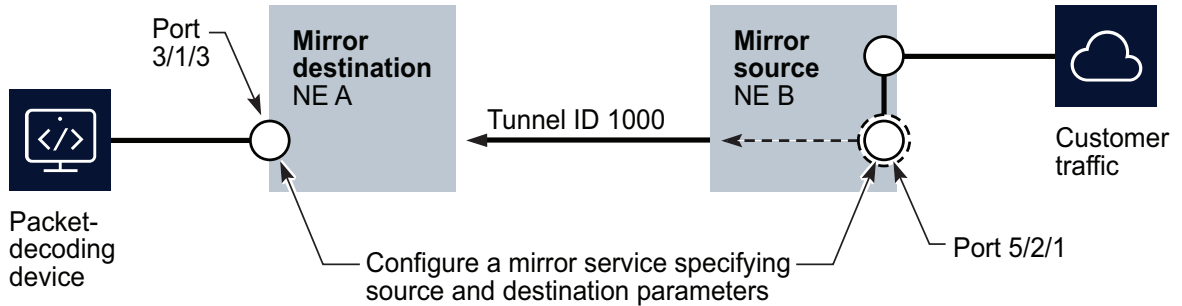 Port
3/1/3
Mirror
destination
NE A
Mirror
source
NE B
Tunnel ID 1000
</>
Customer
traffic
Packet-
decoding
device
Port 5/2/1
Configure a mirror service specifying
source and destination parameters